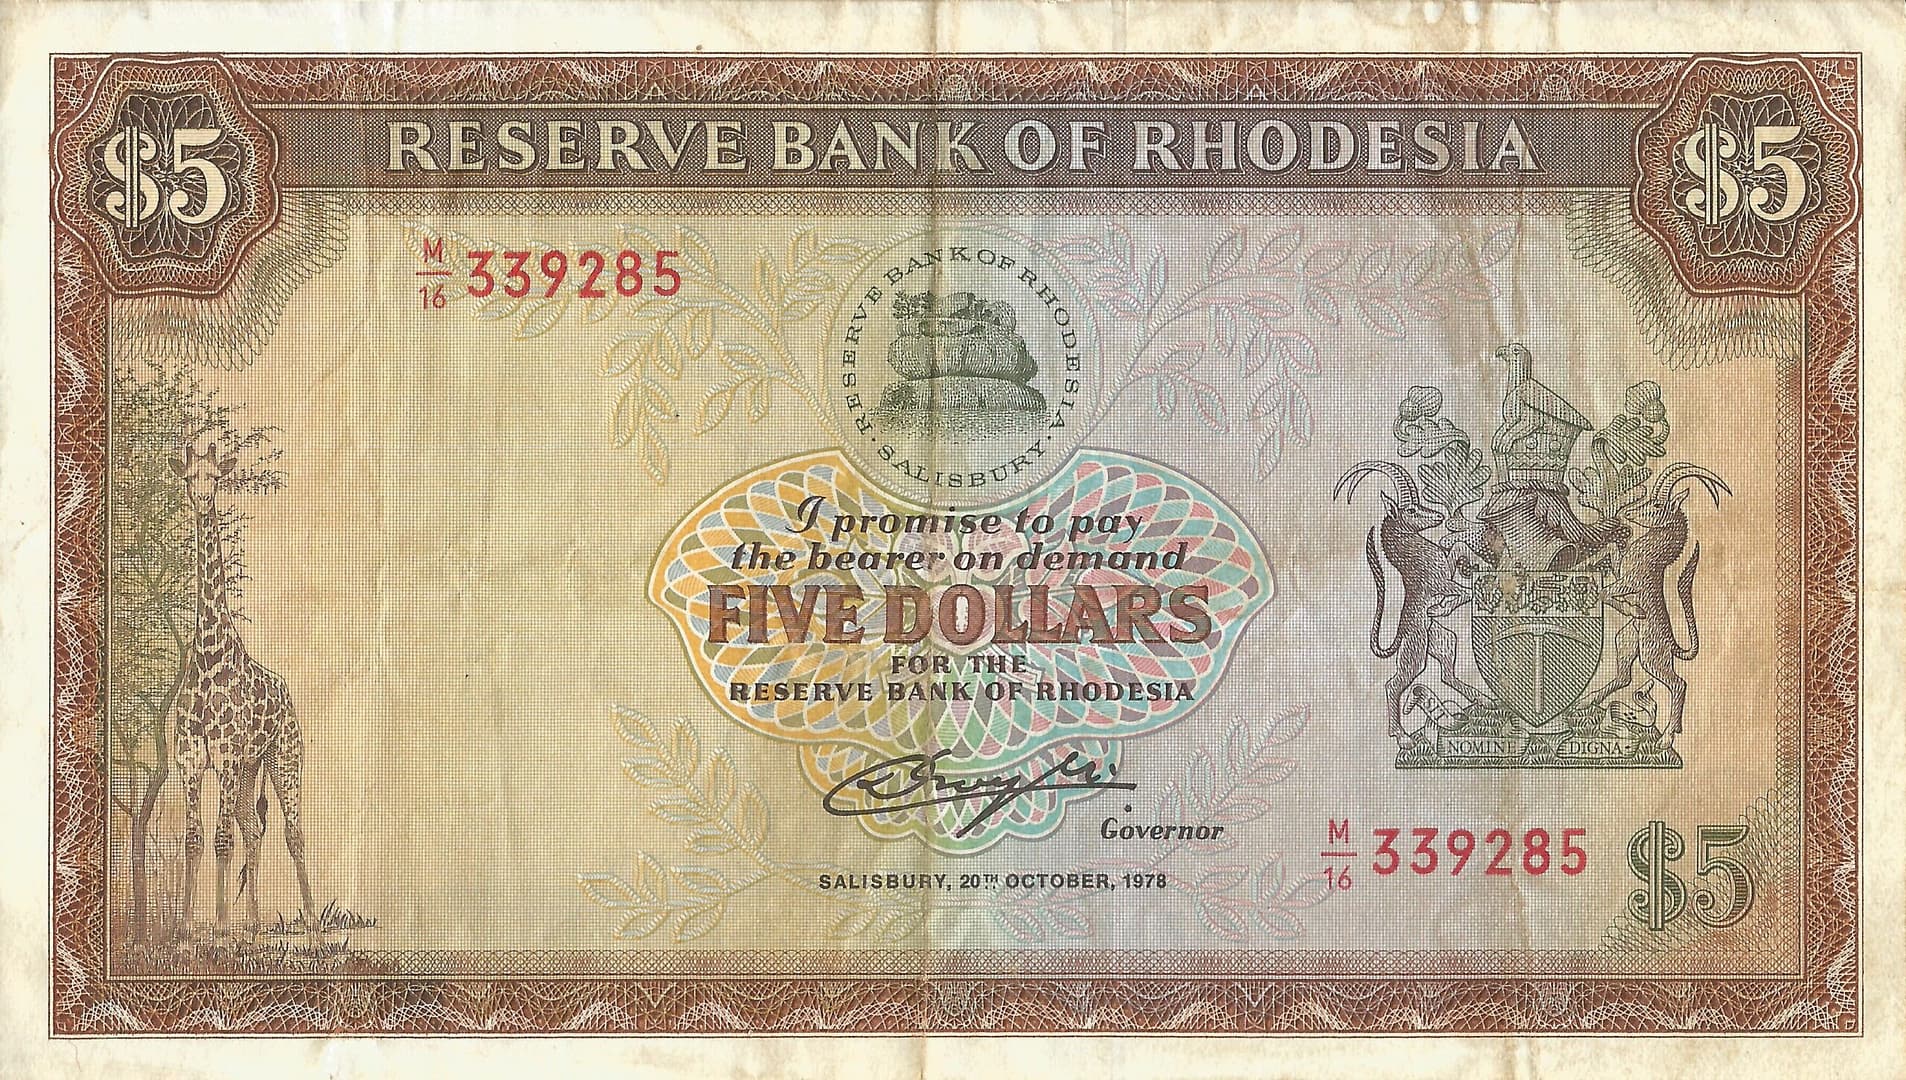 $5
RESERVE BANK OF RHODESIA
$5
M/16 339285
RESERVE BANK OF RHODESIA
· SALISBURY ·
I promise to pay
the bearer on demand
FIVE DOLLARS
FOR THE
RESERVE BANK OF RHODESIA
SIT
NOMINE DIGNA
Governor
SALISBURY, 20TH OCTOBER, 1978
M/16 339285
$5